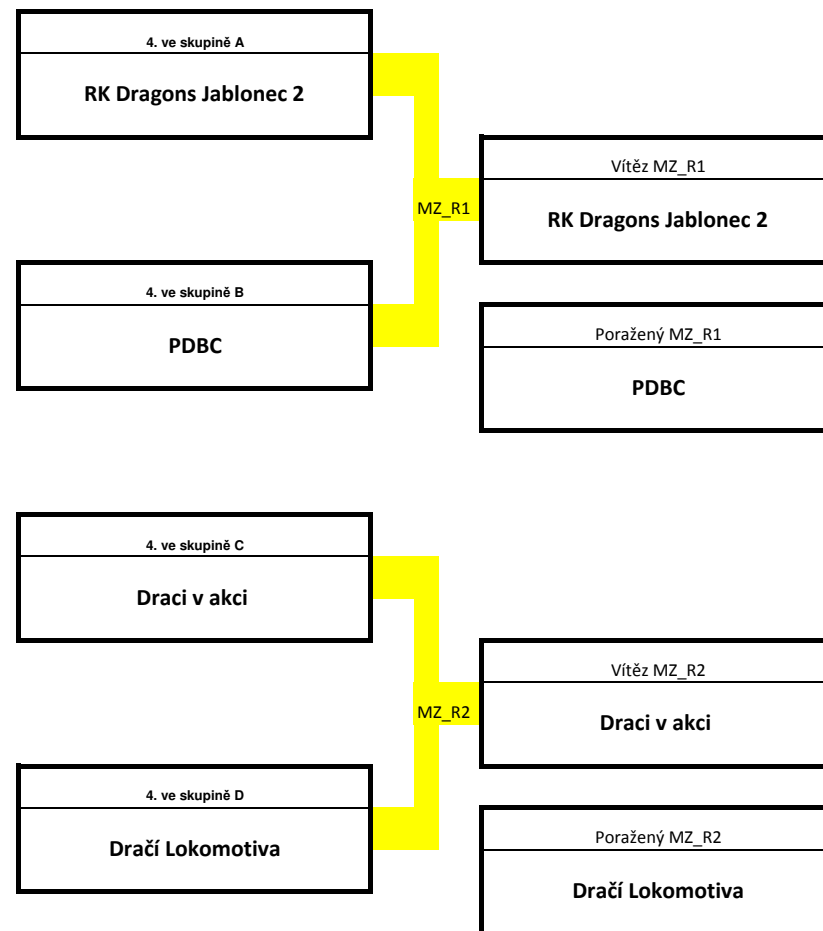 4. ve skupině A
RK Dragons Jablonec 2
Vítěz MZ_R1
MZ_R1
RK Dragons Jablonec 2
4. ve skupině B
PDBC
Poražený MZ_R1
PDBC
4. ve skupině C
Draci v akci
Vítěz MZ_R2
MZ_R2
Draci v akci
4. ve skupině D
Dračí Lokomotiva
Poražený MZ_R2
Dračí Lokomotiva